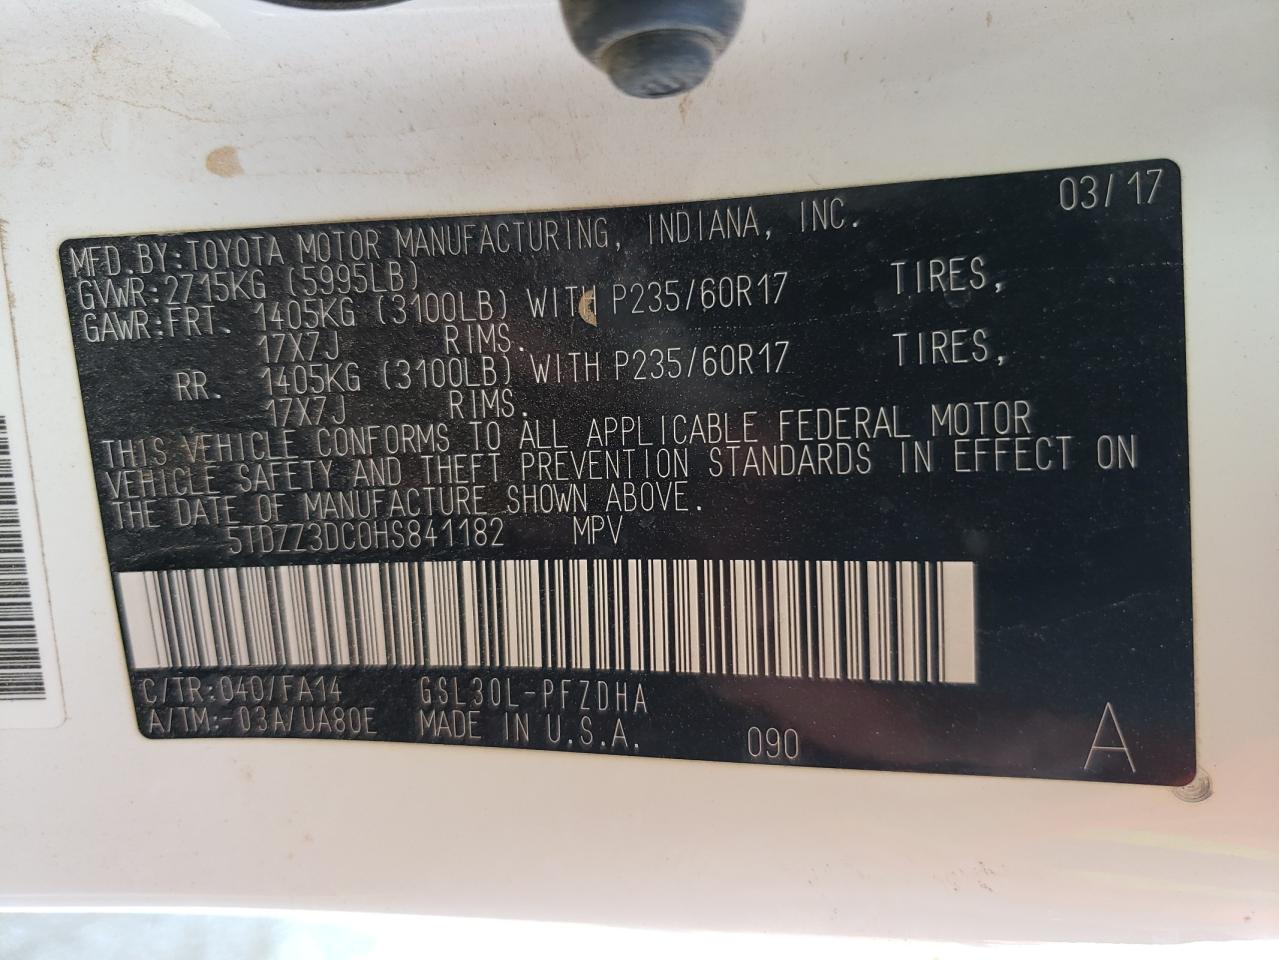 03/17
MFD.BY:TOYOTA MOTOR MANUFACTURING, INDIANA, INC.
GVWR:2715KG (5995LB)
GAWR:FRT. 1405KG (3100LB) WITH P235/60R17 TIRES,
17X7J RIMS.
RR. 1405KG (3100LB) WITH P235/60R17 TIRES,
17X7J RIMS.
THIS VEHICLE CONFORMS TO ALL APPLICABLE FEDERAL MOTOR
VEHICLE SAFETY AND THEFT PREVENTION STANDARDS IN EFFECT ON
THE DATE OF MANUFACTURE SHOWN ABOVE.
5TDZZ3DC0HS841182 MPV
C/TR:040/FA14 GSL30L-PFZDHA
A/TM:-03A/UA80E MADE IN U.S.A. 090 A